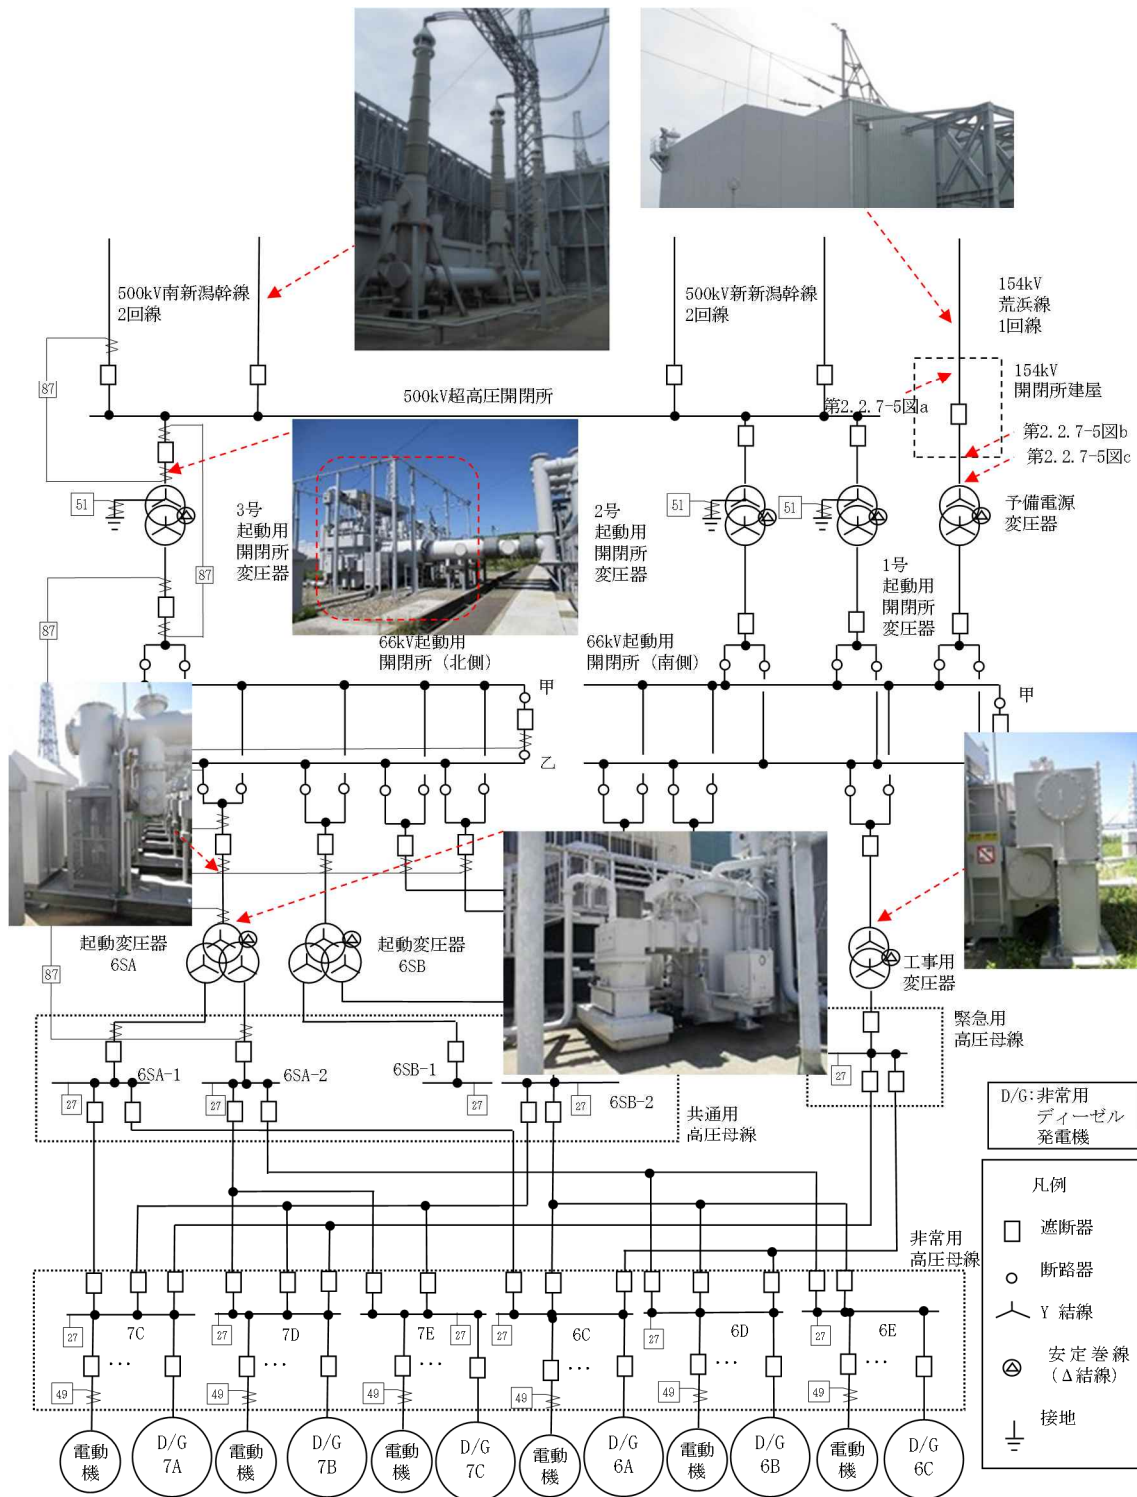 500kV南新潟幹線
2回線
500kV新新潟幹線
2回線
154kV
荒浜線
1回線
87
154kV
開閉所建屋
500kV超高圧開閉所
第2.2.7-5図a
第2.2.7-5図b
第2.2.7-5図c
51
3号
起動用
開閉所
変圧器
2号
起動用
開閉所
変圧器
51
51
予備電源
変圧器
87
1号
起動用
開閉所
変圧器
87
66kV起動用
開閉所（北側）
66kV起動用
開閉所（南側）
甲
甲
乙
起動変圧器
6SA
起動変圧器
6SB
工事用
変圧器
87
緊急用
高圧母線
6SA-1
6SA-2
6SB-1
6SB-2
27
27
27
27
27
共通用
高圧母線
D/G:非常用
ディーゼル
発電機
凡例
遮断器
断路器
Y 結線
安定巻線
(Δ結線)
接地
非常用
高圧母線
7C
7D
7E
6C
6D
6E
27
27
27
27
27
27
...
...
...
...
...
...
49
49
49
49
49
49
電動
機
D/G
7A
電動
機
D/G
7B
電動
機
D/G
7C
電動
機
D/G
6A
電動
機
D/G
6B
電動
機
D/G
6C